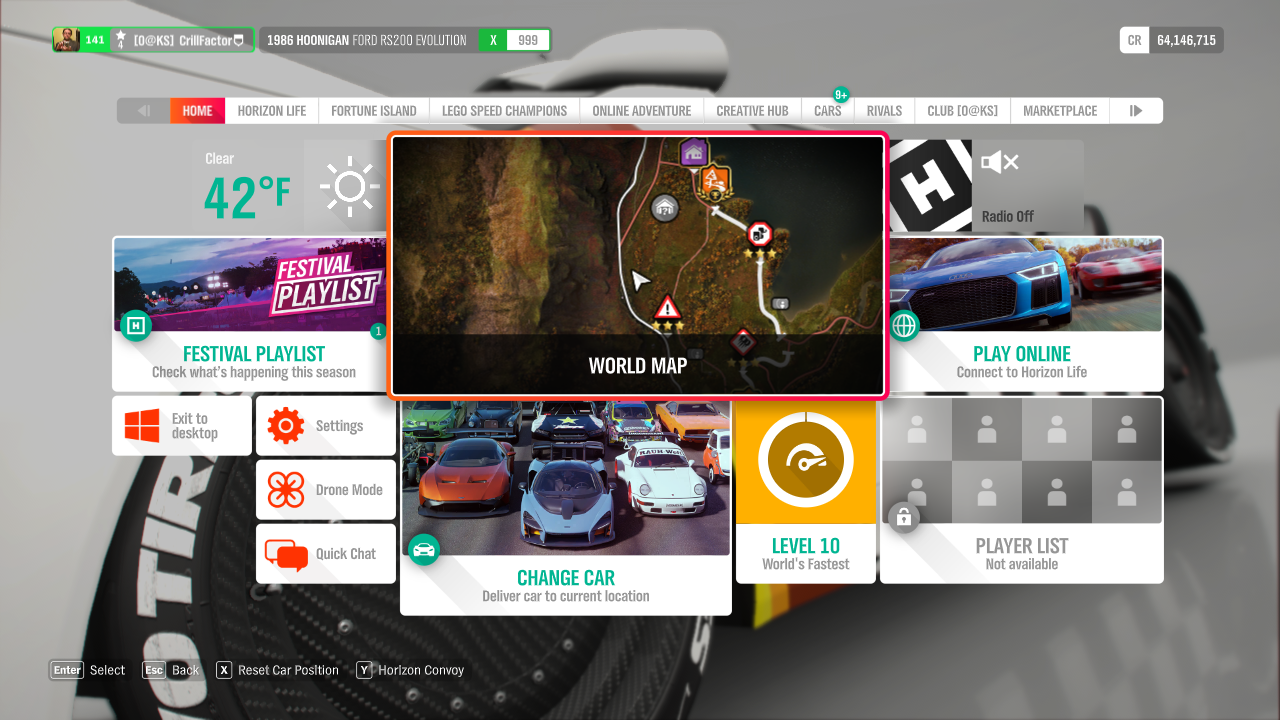 141
4
[O@KS] CrillFactor
1986 HOONIGAN FORD RS200 EVOLUTION
X 999
CR 64,146,715
HOME
HORIZON LIFE
FORTUNE ISLAND
LEGO SPEED CHAMPIONS
ONLINE ADVENTURE
CREATIVE HUB
CARS
9+
RIVALS
CLUB [O@KS]
MARKETPLACE
Clear
42°F
WORLD MAP
H
Radio Off
FESTIVAL
PLAYLIST
H
1
FESTIVAL PLAYLIST
Check what's happening this season
PLAY ONLINE
Connect to Horizon Life
Exit to
desktop
Settings
Drone Mode
Quick Chat
RAUH-Welt
CHANGE CAR
Deliver car to current location
LEVEL 10
World's Fastest
PLAYER LIST
Not available
Enter Select
Esc Back
X Reset Car Position
Y Horizon Convoy